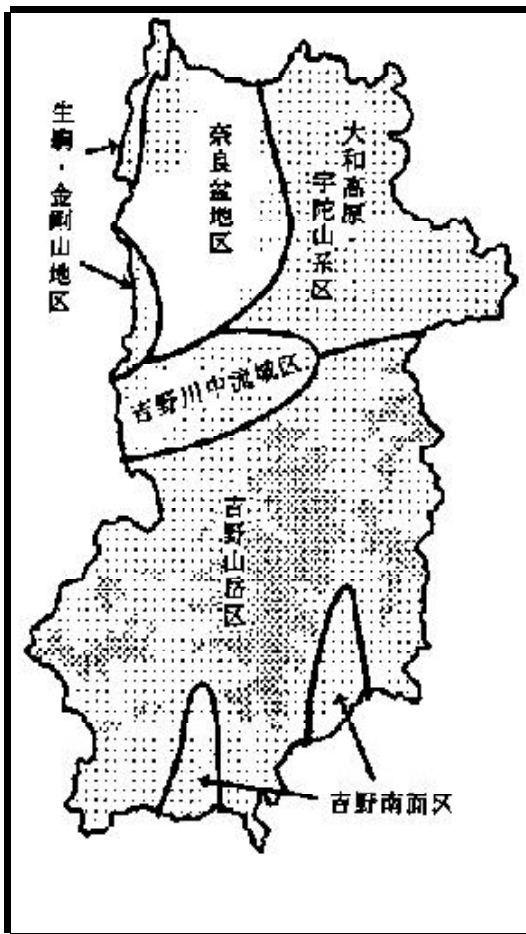 生駒・金剛山地区
奈良盆地区
大和高原・
宇陀山系区
吉野川中流域区
吉野山岳区
吉野南面区